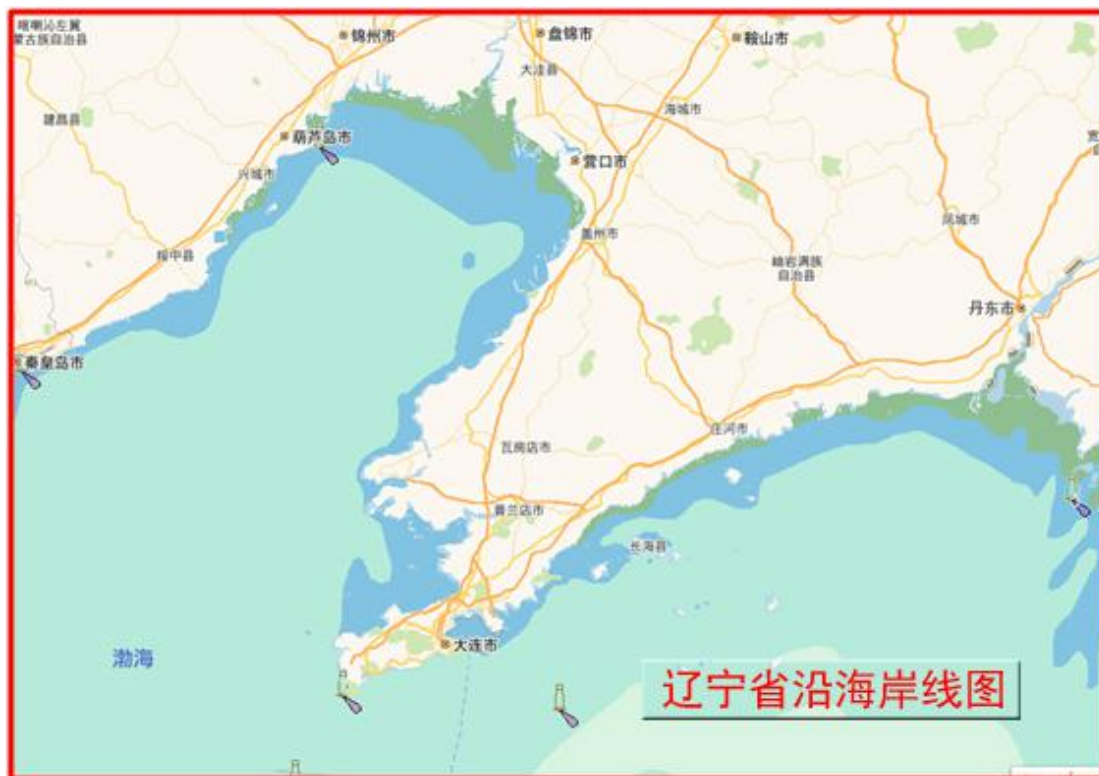 喀喇沁左翼
蒙古族自治县
锦州市
盘锦市
鞍山市
大洼县
海城市
建昌县
葫芦岛市
营口市
兴城市
凤城市
盖州市
绥中县
岫岩满族
自治县
丹东市
秦皇岛市
庄河市
瓦房店市
普兰店市
长海县
大连市
渤海
辽宁省沿海岸线图